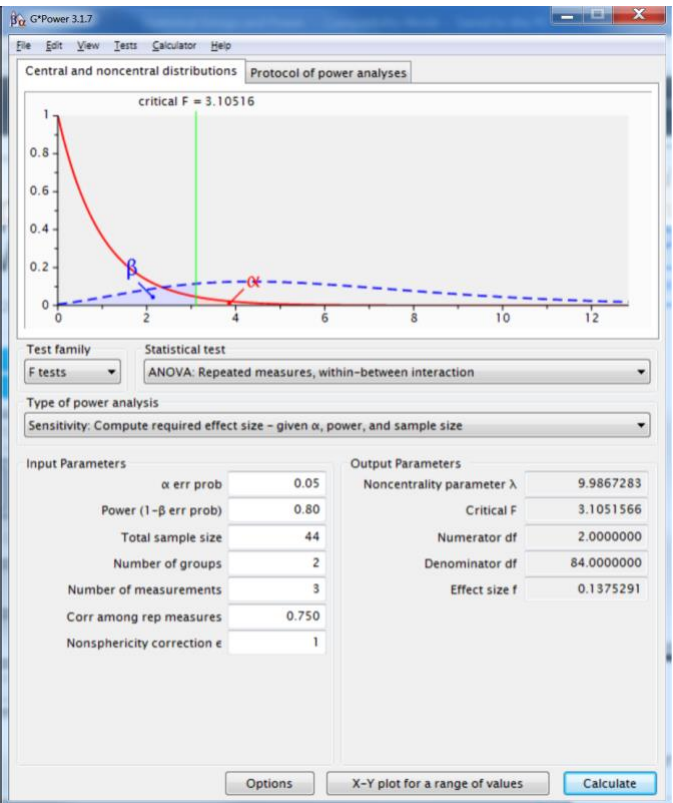 βα G*Power 3.1.7
File Edit View Tests Calculator Help
Central and noncentral distributions Protocol of power analyses
critical F = 3.10516
1
0.8
0.6
0.4
0.2
0
β
α
0 2 4 6 8 10 12
Test family Statistical test
F tests ANOVA: Repeated measures, within-between interaction
Type of power analysis
Sensitivity: Compute required effect size - given α, power, and sample size
Input Parameters Output Parameters
α err prob 0.05 Noncentrality parameter λ 9.9867283
Power (1-β err prob) 0.80 Critical F 3.1051566
Total sample size 44 Numerator df 2.0000000
Number of groups 2 Denominator df 84.0000000
Number of measurements 3 Effect size f 0.1375291
Corr among rep measures 0.750
Nonsphericity correction ϵ 1
Options X-Y plot for a range of values Calculate